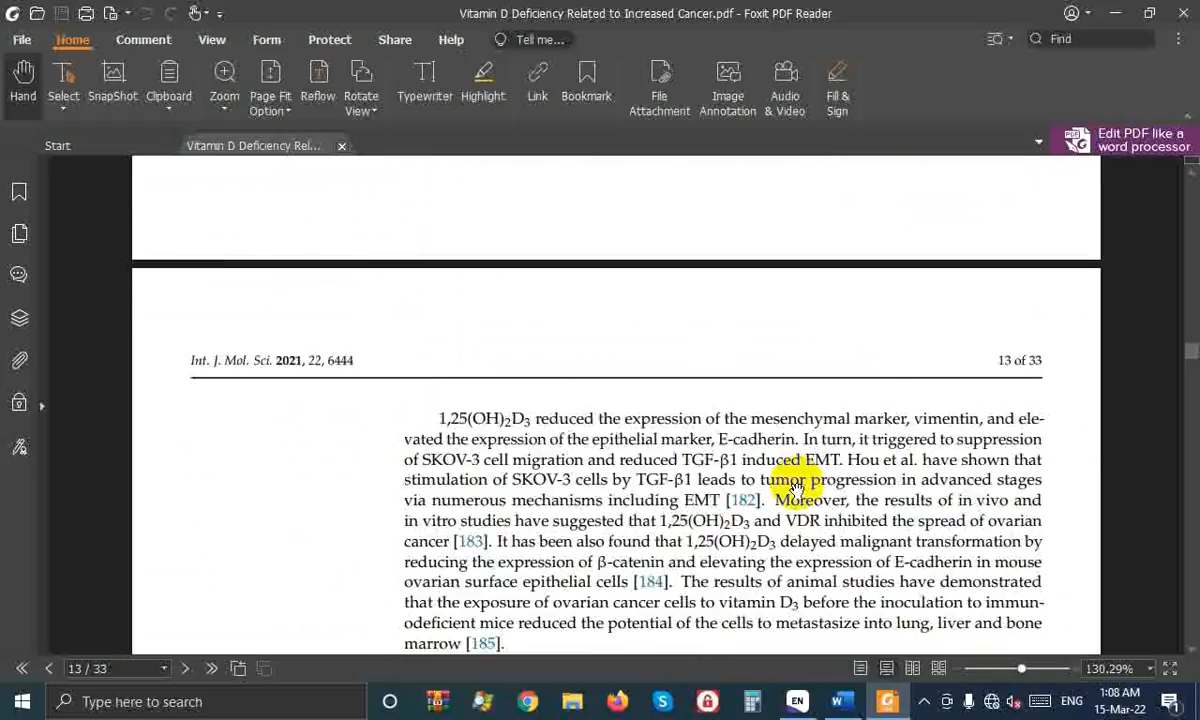 Vitamin D Deficiency Related to Increased Cancer.pdf - Foxit PDF Reader
File Home Comment View Form Protect Share Help Tell me... Find
Hand Select SnapShot Clipboard Zoom Page Fit Option Reflow Rotate View Typewriter Highlight Link Bookmark File Attachment Image Annotation Audio & Video Fill & Sign
Start Vitamin D Deficiency Rel... Edit PDF like a word processor
Int. J. Mol. Sci. 2021, 22, 6444 13 of 33
1,25(OH)₂D₃ reduced the expression of the mesenchymal marker, vimentin, and ele-
vated the expression of the epithelial marker, E-cadherin. In turn, it triggered to suppression
of SKOV-3 cell migration and reduced TGF-β1 induced EMT. Hou et al. have shown that
stimulation of SKOV-3 cells by TGF-β1 leads to tumor progression in advanced stages
via numerous mechanisms including EMT [182]. Moreover, the results of in vivo and
in vitro studies have suggested that 1,25(OH)₂D₃ and VDR inhibited the spread of ovarian
cancer [183]. It has been also found that 1,25(OH)₂D₃ delayed malignant transformation by
reducing the expression of β-catenin and elevating the expression of E-cadherin in mouse
ovarian surface epithelial cells [184]. The results of animal studies have demonstrated
that the exposure of ovarian cancer cells to vitamin D₃ before the inoculation to immun-
odeficient mice reduced the potential of the cells to metastasize into lung, liver and bone
marrow [185].
13 / 33 130.29%
Type here to search EN ENG 1:08 AM
15-Mar-22